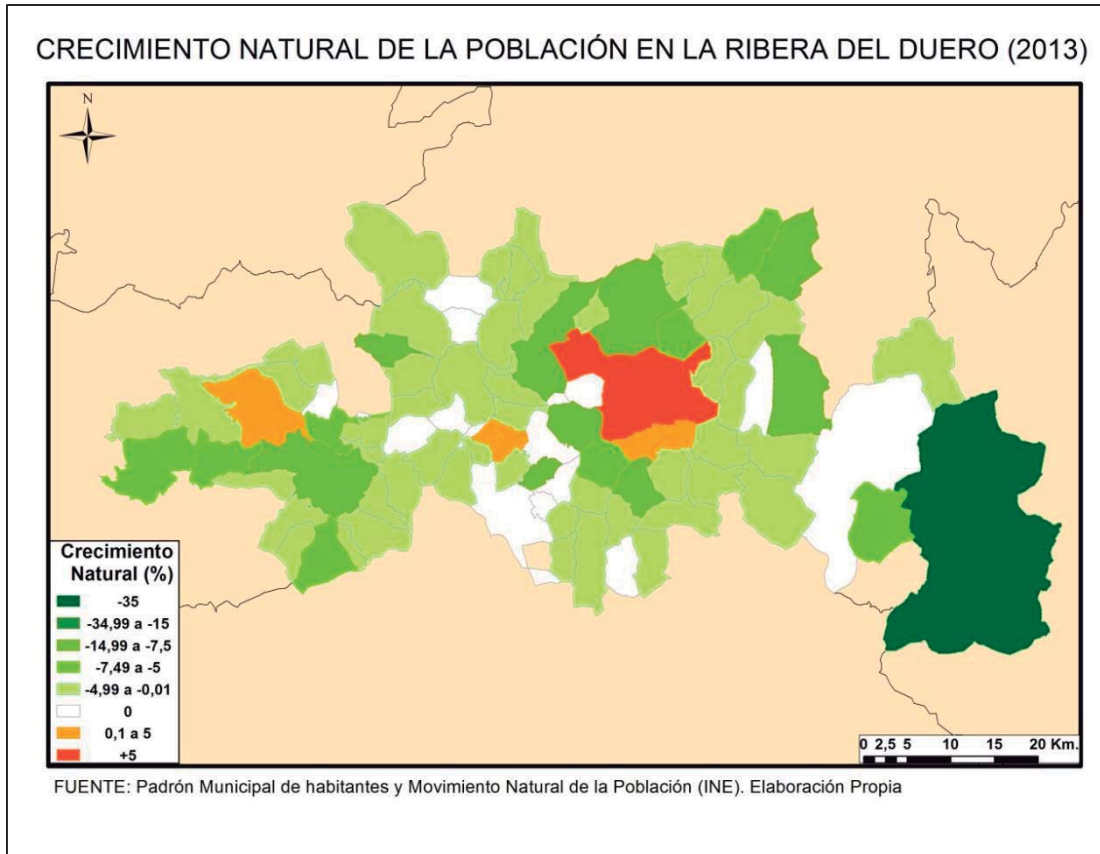 CRECIMIENTO NATURAL DE LA POBLACIÓN EN LA RIBERA DEL DUERO (2013)
N
Crecimiento
Natural (%)
-35
-34,99 a -15
-14,99 a -7,5
-7,49 a -5
-4,99 a -0,01
0
0,1 a 5
+5
0 2,5 5 10 15 20 Km.
FUENTE: Padrón Municipal de habitantes y Movimiento Natural de la Población (INE). Elaboración Propia